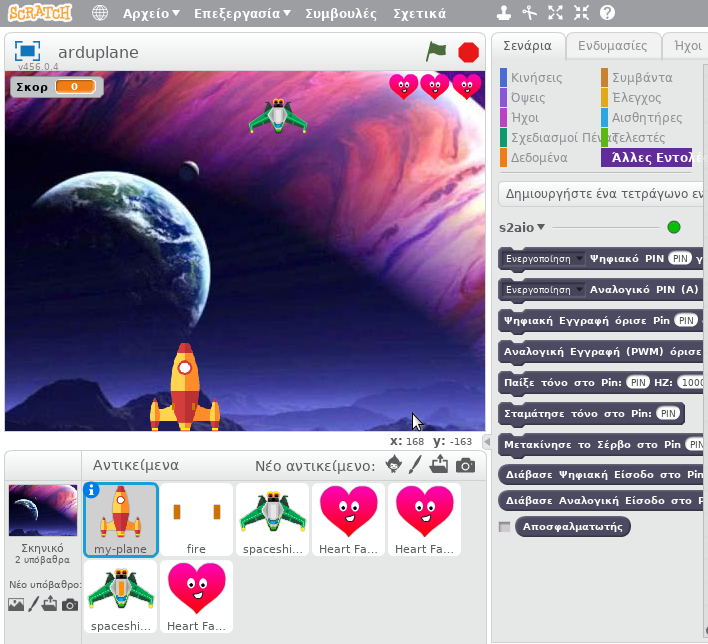 SCRATCH Αρχείο Επεξεργασία Συμβουλές Σχετικά
arduplane
v456.0.4
Σκορ 0
x: 168 y: -163
Αντικείμενα Νέο αντικείμενο:
Σκηνικό
2 υπόβαθρα
Νέο υπόβαθρο:
my-plane fire spaceshi... Heart Fa... Heart Fa...
spaceshi... Heart Fa...
Σενάρια Ενδυμασίες Ήχοι
Κινήσεις Συμβάντα
Όψεις Έλεγχος
Ήχοι Αισθητήρες
Σχεδιασμοί Πένας Τελεστές
Δεδομένα Άλλες Εντολές
Δημιουργήστε ένα τετράγωνο εν
s2aio
Ενεργοποίηση Ψηφιακό PIN PIN γ
Ενεργοποίηση Αναλογικό PIN (A)
Ψηφιακή Εγγραφή όρισε Pin PIN
Αναλογική Εγγραφή (PWM) όρισε
Παίξε τόνο στο Pin: PIN HZ: 1000
Σταμάτησε τόνο στο Pin: PIN
Μετακίνησε το Σέρβο στο Pin PIN
Διάβασε Ψηφιακή Είσοδο στο Pi
Διάβασε Αναλογική Είσοδο στο P
Αποσφαλματωτής